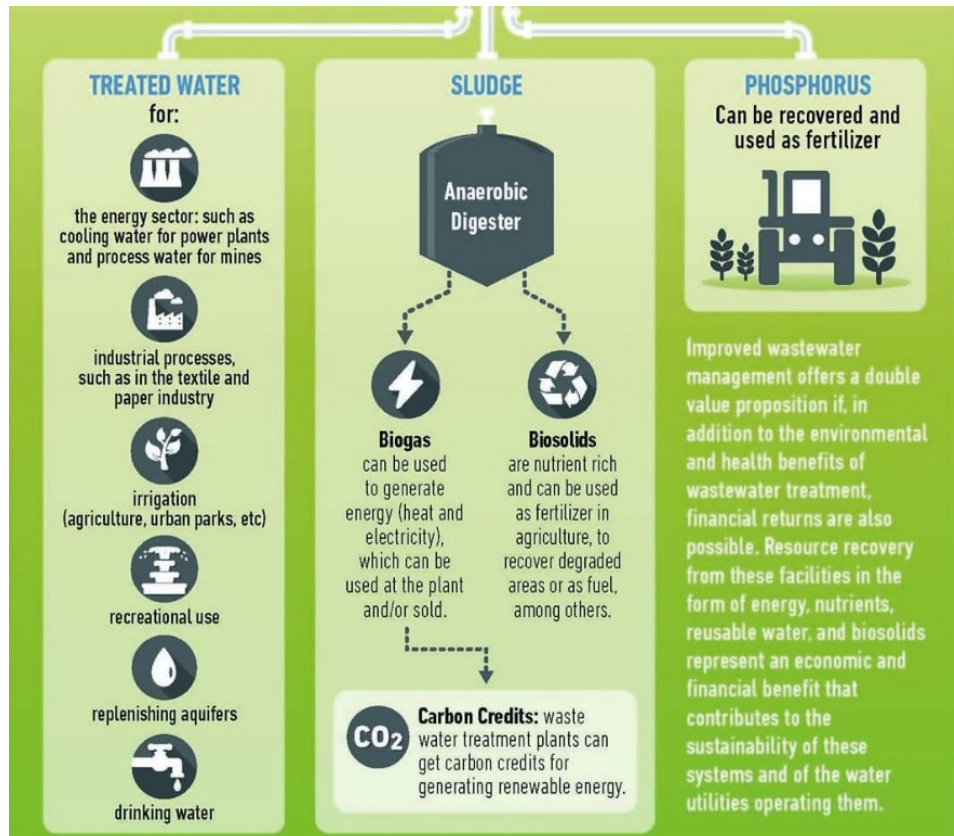 TREATED WATER
for:
the energy sector: such as
cooling water for power plants
and process water for mines
industrial processes,
such as in the textile and
paper industry
irrigation
(agriculture, urban parks, etc)
recreational use
replenishing aquifers
drinking water
SLUDGE
Anaerobic
Digester
Biogas
can be used
to generate
energy (heat and
electricity),
which can be
used at the plant
and/or sold.
Biosolids
are nutrient rich
and can be used
as fertilizer in
agriculture, to
recover degraded
areas or as fuel,
among others.
CO₂
Carbon Credits: waste
water treatment plants can
get carbon credits for
generating renewable energy.
PHOSPHORUS
Can be recovered and
used as fertilizer
Improved wastewater
management offers a double
value proposition if, in
addition to the environmental
and health benefits of
wastewater treatment,
financial returns are also
possible. Resource recovery
from these facilities in the
form of energy, nutrients,
reusable water, and biosolids
represent an economic and
financial benefit that
contributes to the
sustainability of these
systems and of the water
utilities operating them.